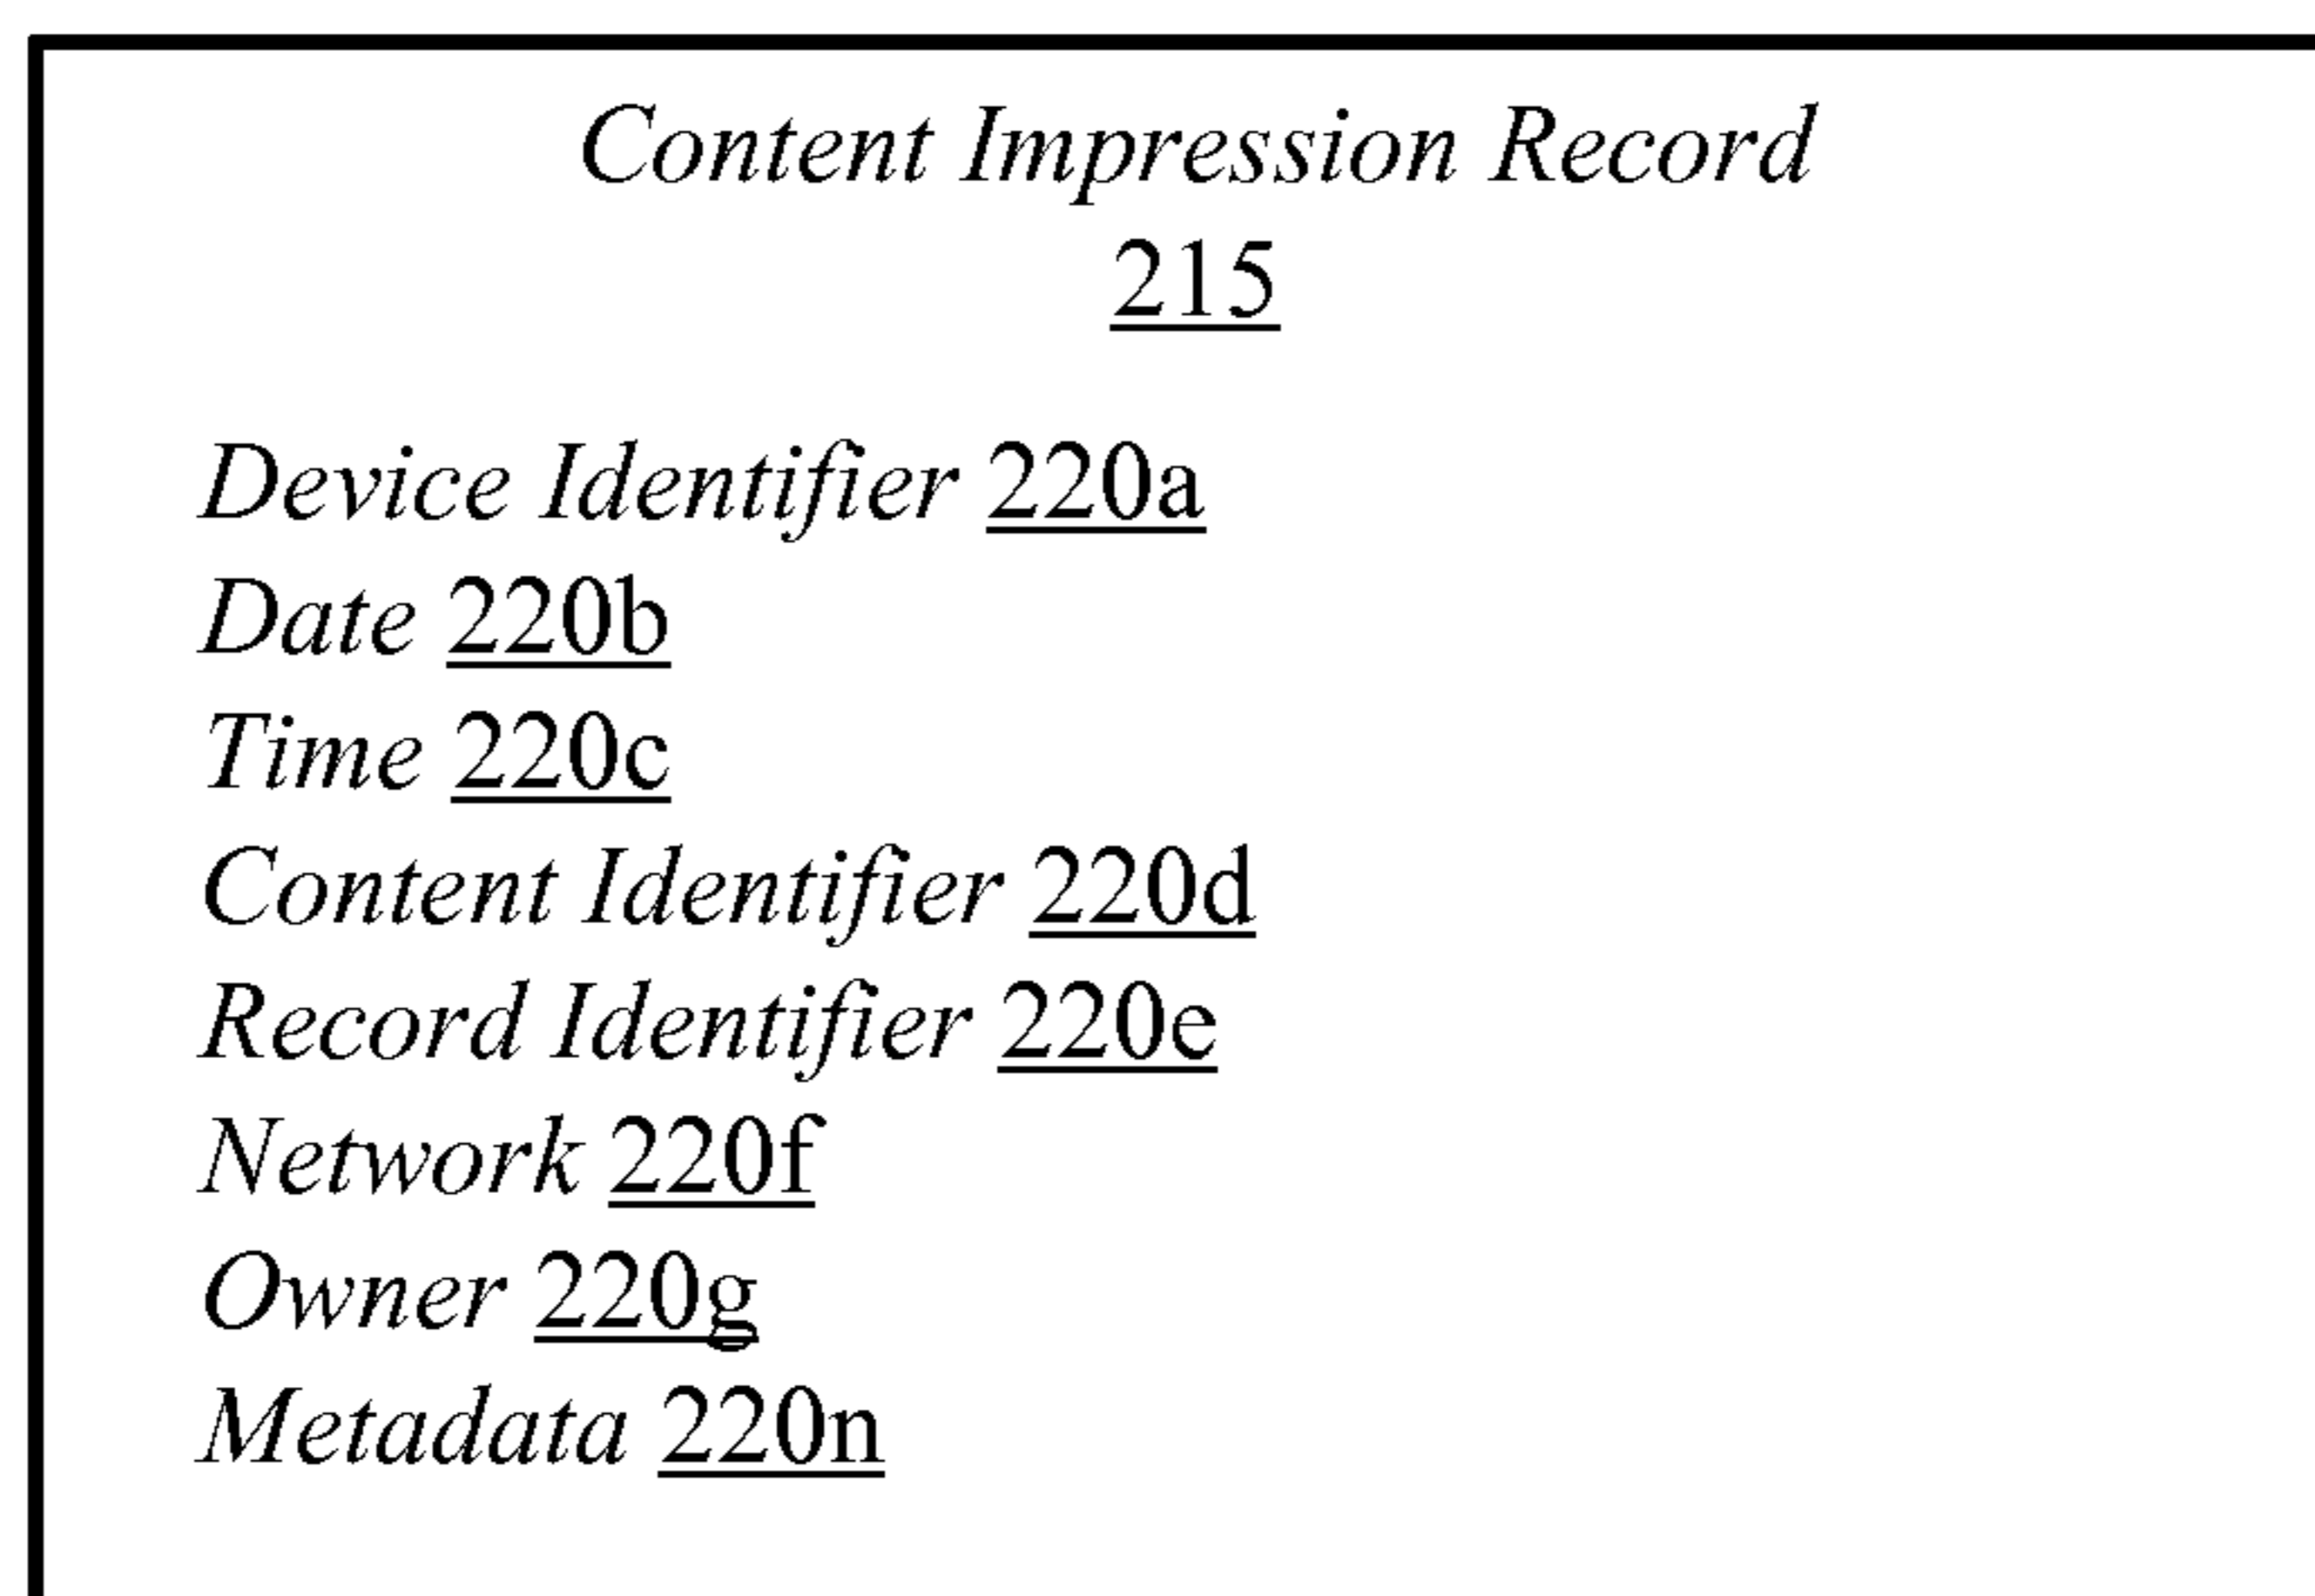 Content Impression Record
215
Device Identifier 220a
Date 220b
Time 220c
Content Identifier 220d
Record Identifier 220e
Network 220f
Owner 220g
Metadata 220n